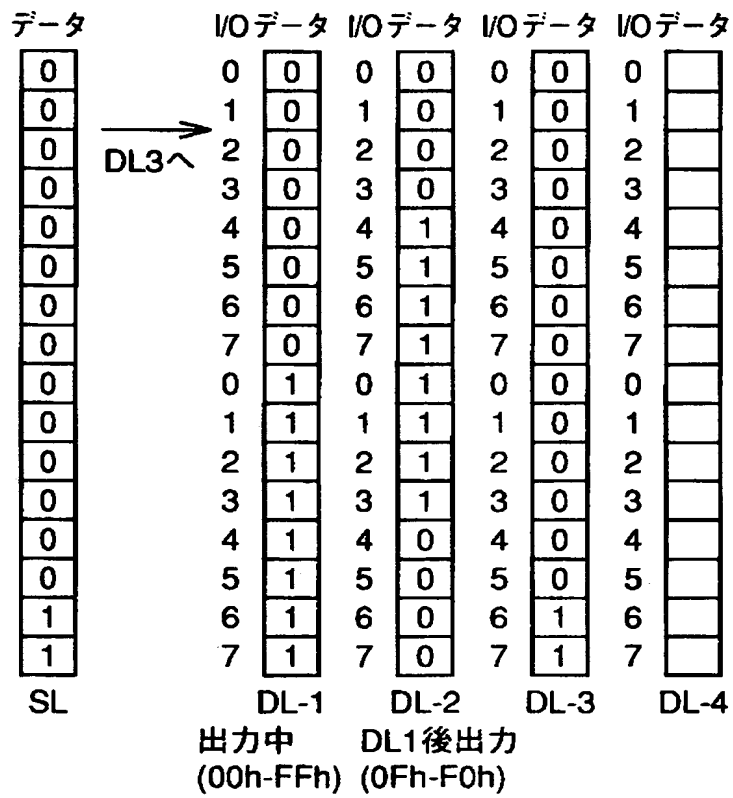 データ I/O データ I/O データ I/O データ I/O データ
0 0 0 0 0 0 0 0
0 1 0 1 0 1 0 1
0 2 0 2 0 2 0 2
0 3 0 3 0 3 0 3
0 4 0 4 1 4 0 4
0 5 0 5 1 5 0 5
0 6 0 6 1 6 0 6
0 7 0 7 1 7 0 7
0 0 1 0 1 0 0 0
0 1 1 1 1 1 0 1
0 2 1 2 1 2 0 2
0 3 1 3 1 3 0 3
0 4 1 4 0 4 0 4
0 5 1 5 0 5 0 5
1 6 1 6 0 6 1 6
1 7 1 7 0 7 1 7
DL3へ
SL DL-1 DL-2 DL-3 DL-4
出力中 DL1後出力
(00h-FFh) (0Fh-F0h)